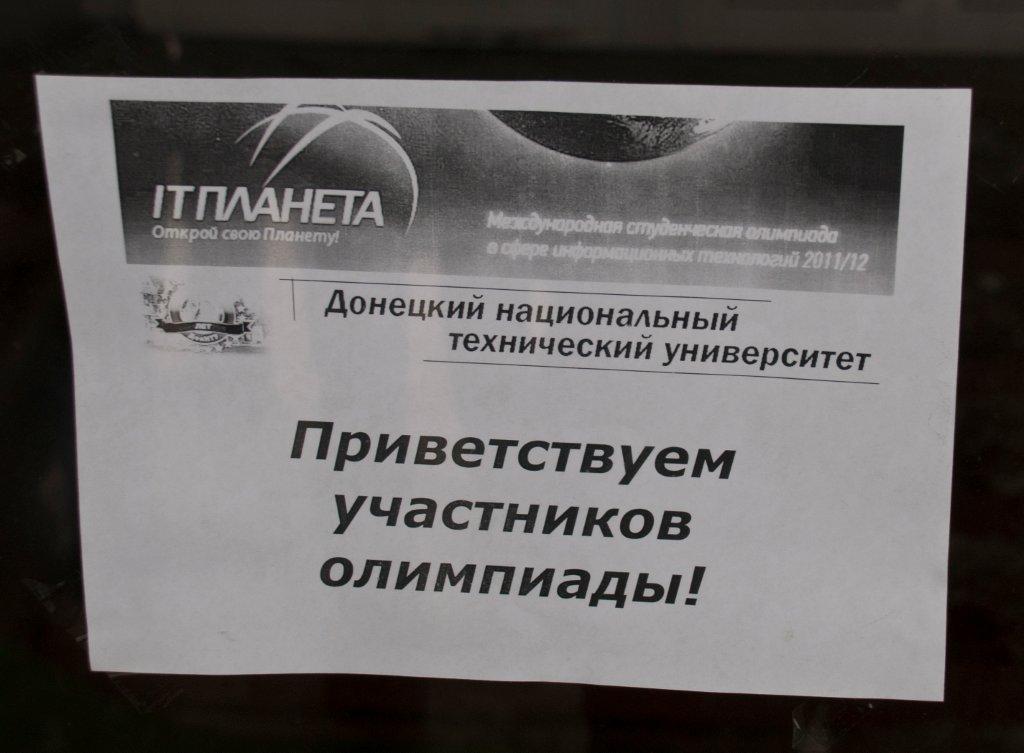 IT ПЛАНЕТА
Открой свою Планету!
Международная студенческая олимпиада
в сфере информационных технологий 2011/12
ЛЕТ
Донецкий национальный
технический университет
Приветствуем
участников
олимпиады!